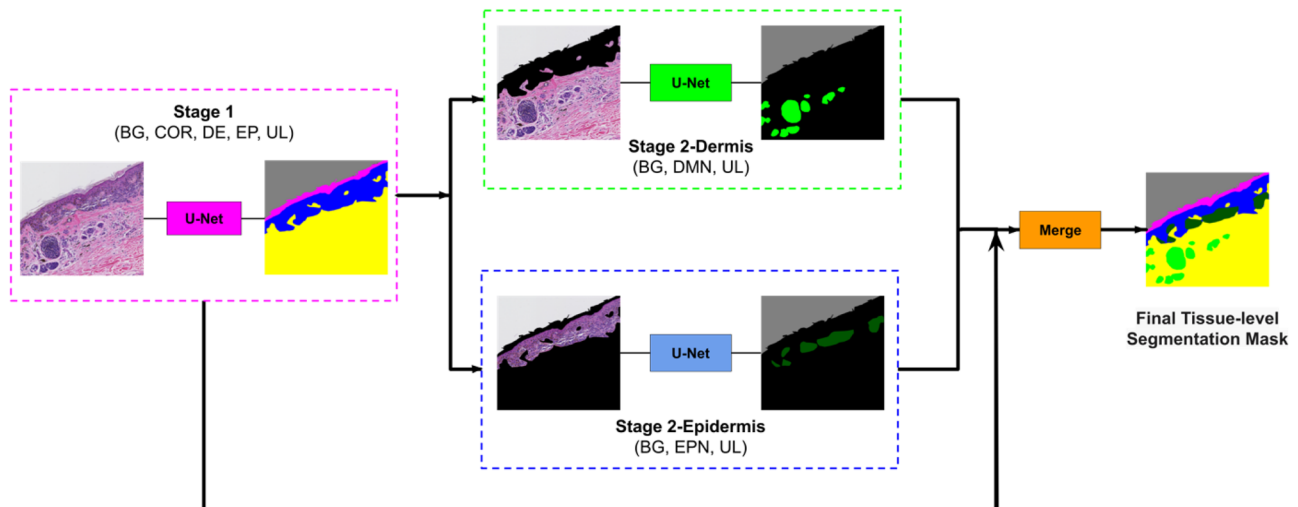 Stage 1
(BG, COR, DE, EP, UL)
U-Net
U-Net
Stage 2-Dermis
(BG, DMN, UL)
U-Net
Stage 2-Epidermis
(BG, EPN, UL)
Merge
Final Tissue-level
Segmentation Mask